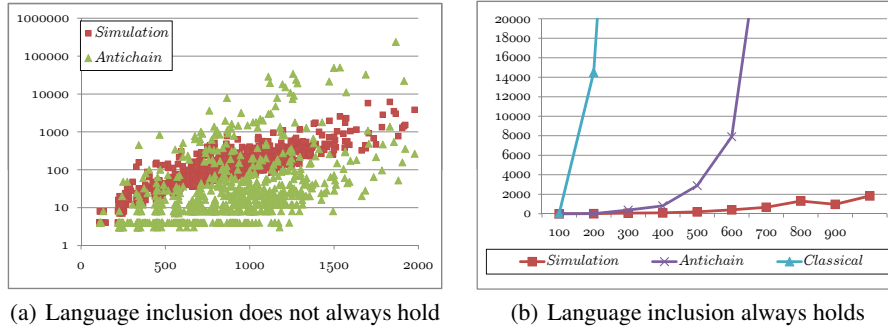 1000000
100000
10000
1000
100
10
1
Simulation
Antichain
0 500 1000 1500 2000
20000
18000
16000
14000
12000
10000
8000
6000
4000
2000
0
100 200 300 400 500 600 700 800 900
Simulation Antichain Classical
(a) Language inclusion does not always hold
(b) Language inclusion always holds